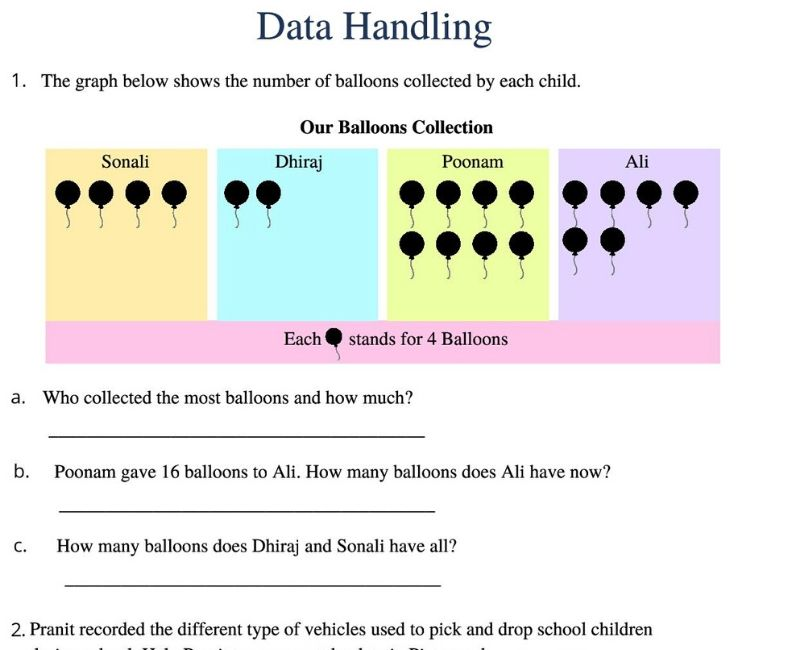 Data Handling
1. The graph below shows the number of balloons collected by each child.
Our Balloons Collection
Sonali
Dhiraj
Poonam
Ali
Each stands for 4 Balloons
a. Who collected the most balloons and how much?
b. Poonam gave 16 balloons to Ali. How many balloons does Ali have now?
c. How many balloons does Dhiraj and Sonali have all?
2. Pranit recorded the different type of vehicles used to pick and drop school children